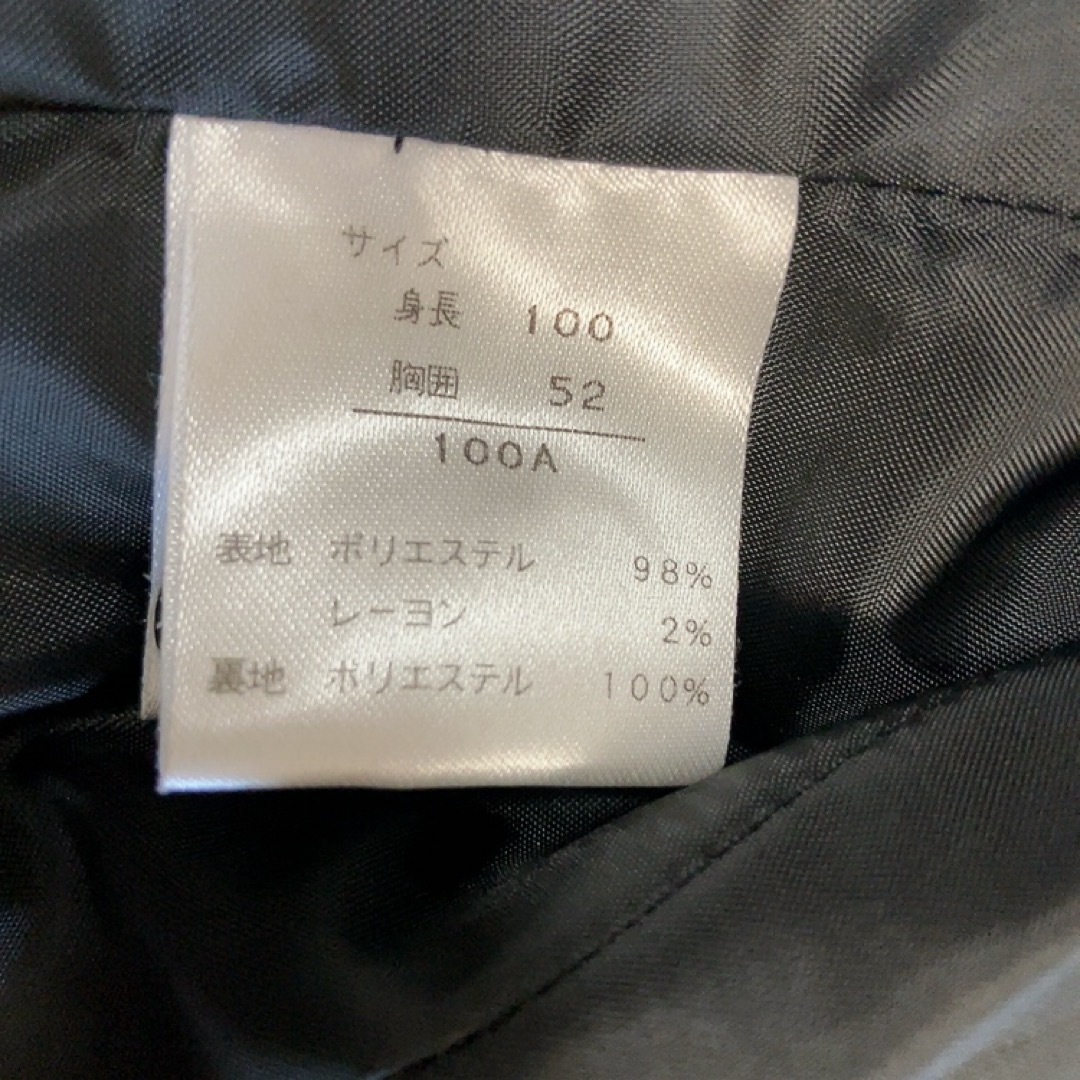 サイズ
身長 100
胸囲 52
100A
表地 ポリエステル 98%
レーヨン 2%
裏地 ポリエステル 100%